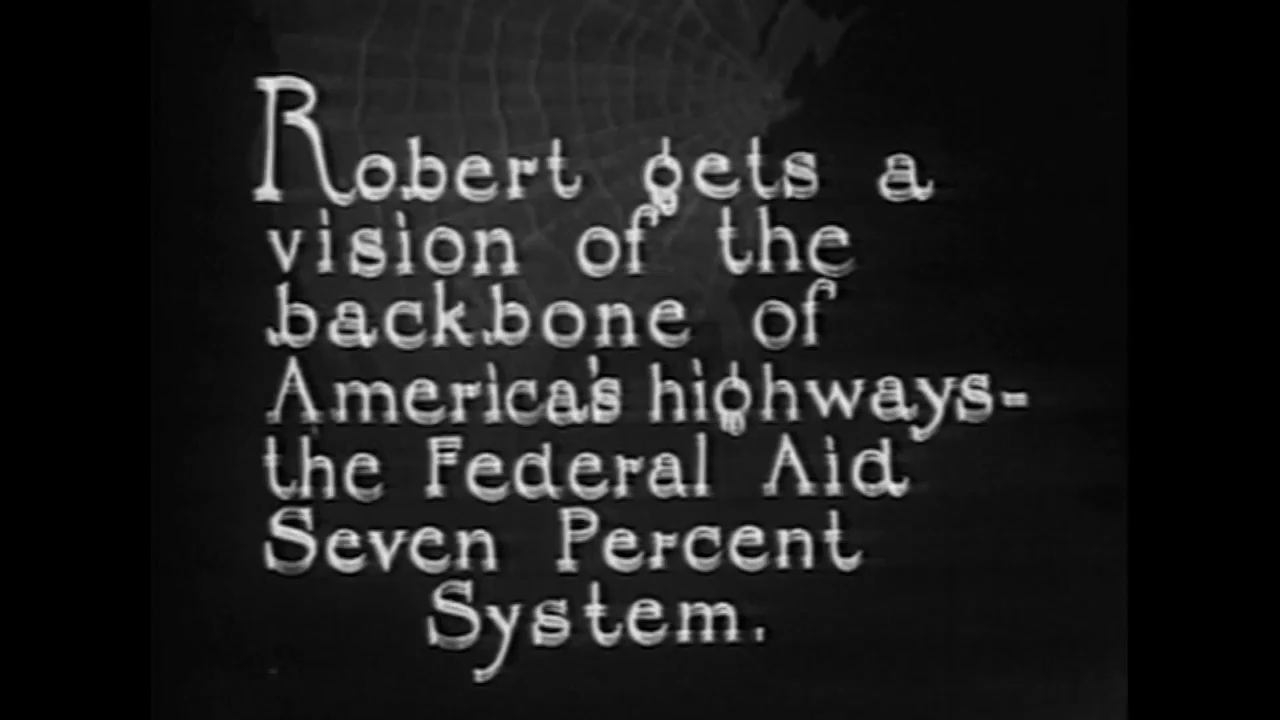 Robert gets a
vision of the
backbone of
America's highways-
the Federal Aid
Seven Percent
System.